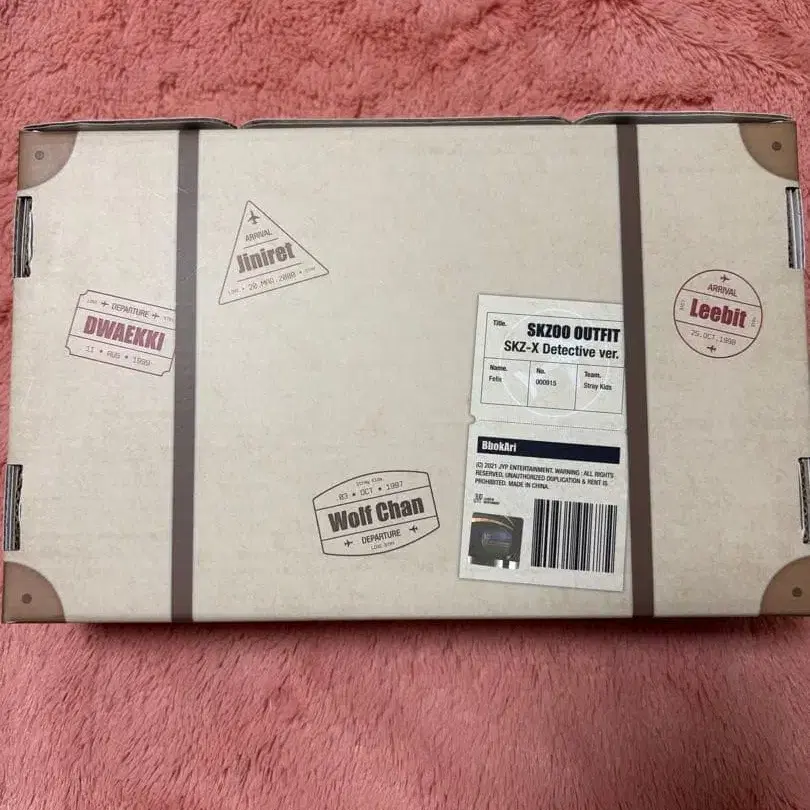 ARRIVAL
Jiniret
20.MAR.2000
DEPARTURE
DWAEKKI
11 • AUG • 1999
Stray Kids
.03 • OCT • 1997
Wolf Chan
DEPARTURE
Title. SKZOO OUTFIT
SKZ-X Detective ver.
Name. No. Team.
Felix 000915 Stray Kids
BbokAri
(C) 2021 JYP ENTERTAINMENT. WARNING : ALL RIGHTS
RESERVED. UNAUTHORIZED DUPLICATION & RENT IS
PROHIBITED. MADE IN CHINA.
ARRIVAL
Leebit
25.OCT.1998